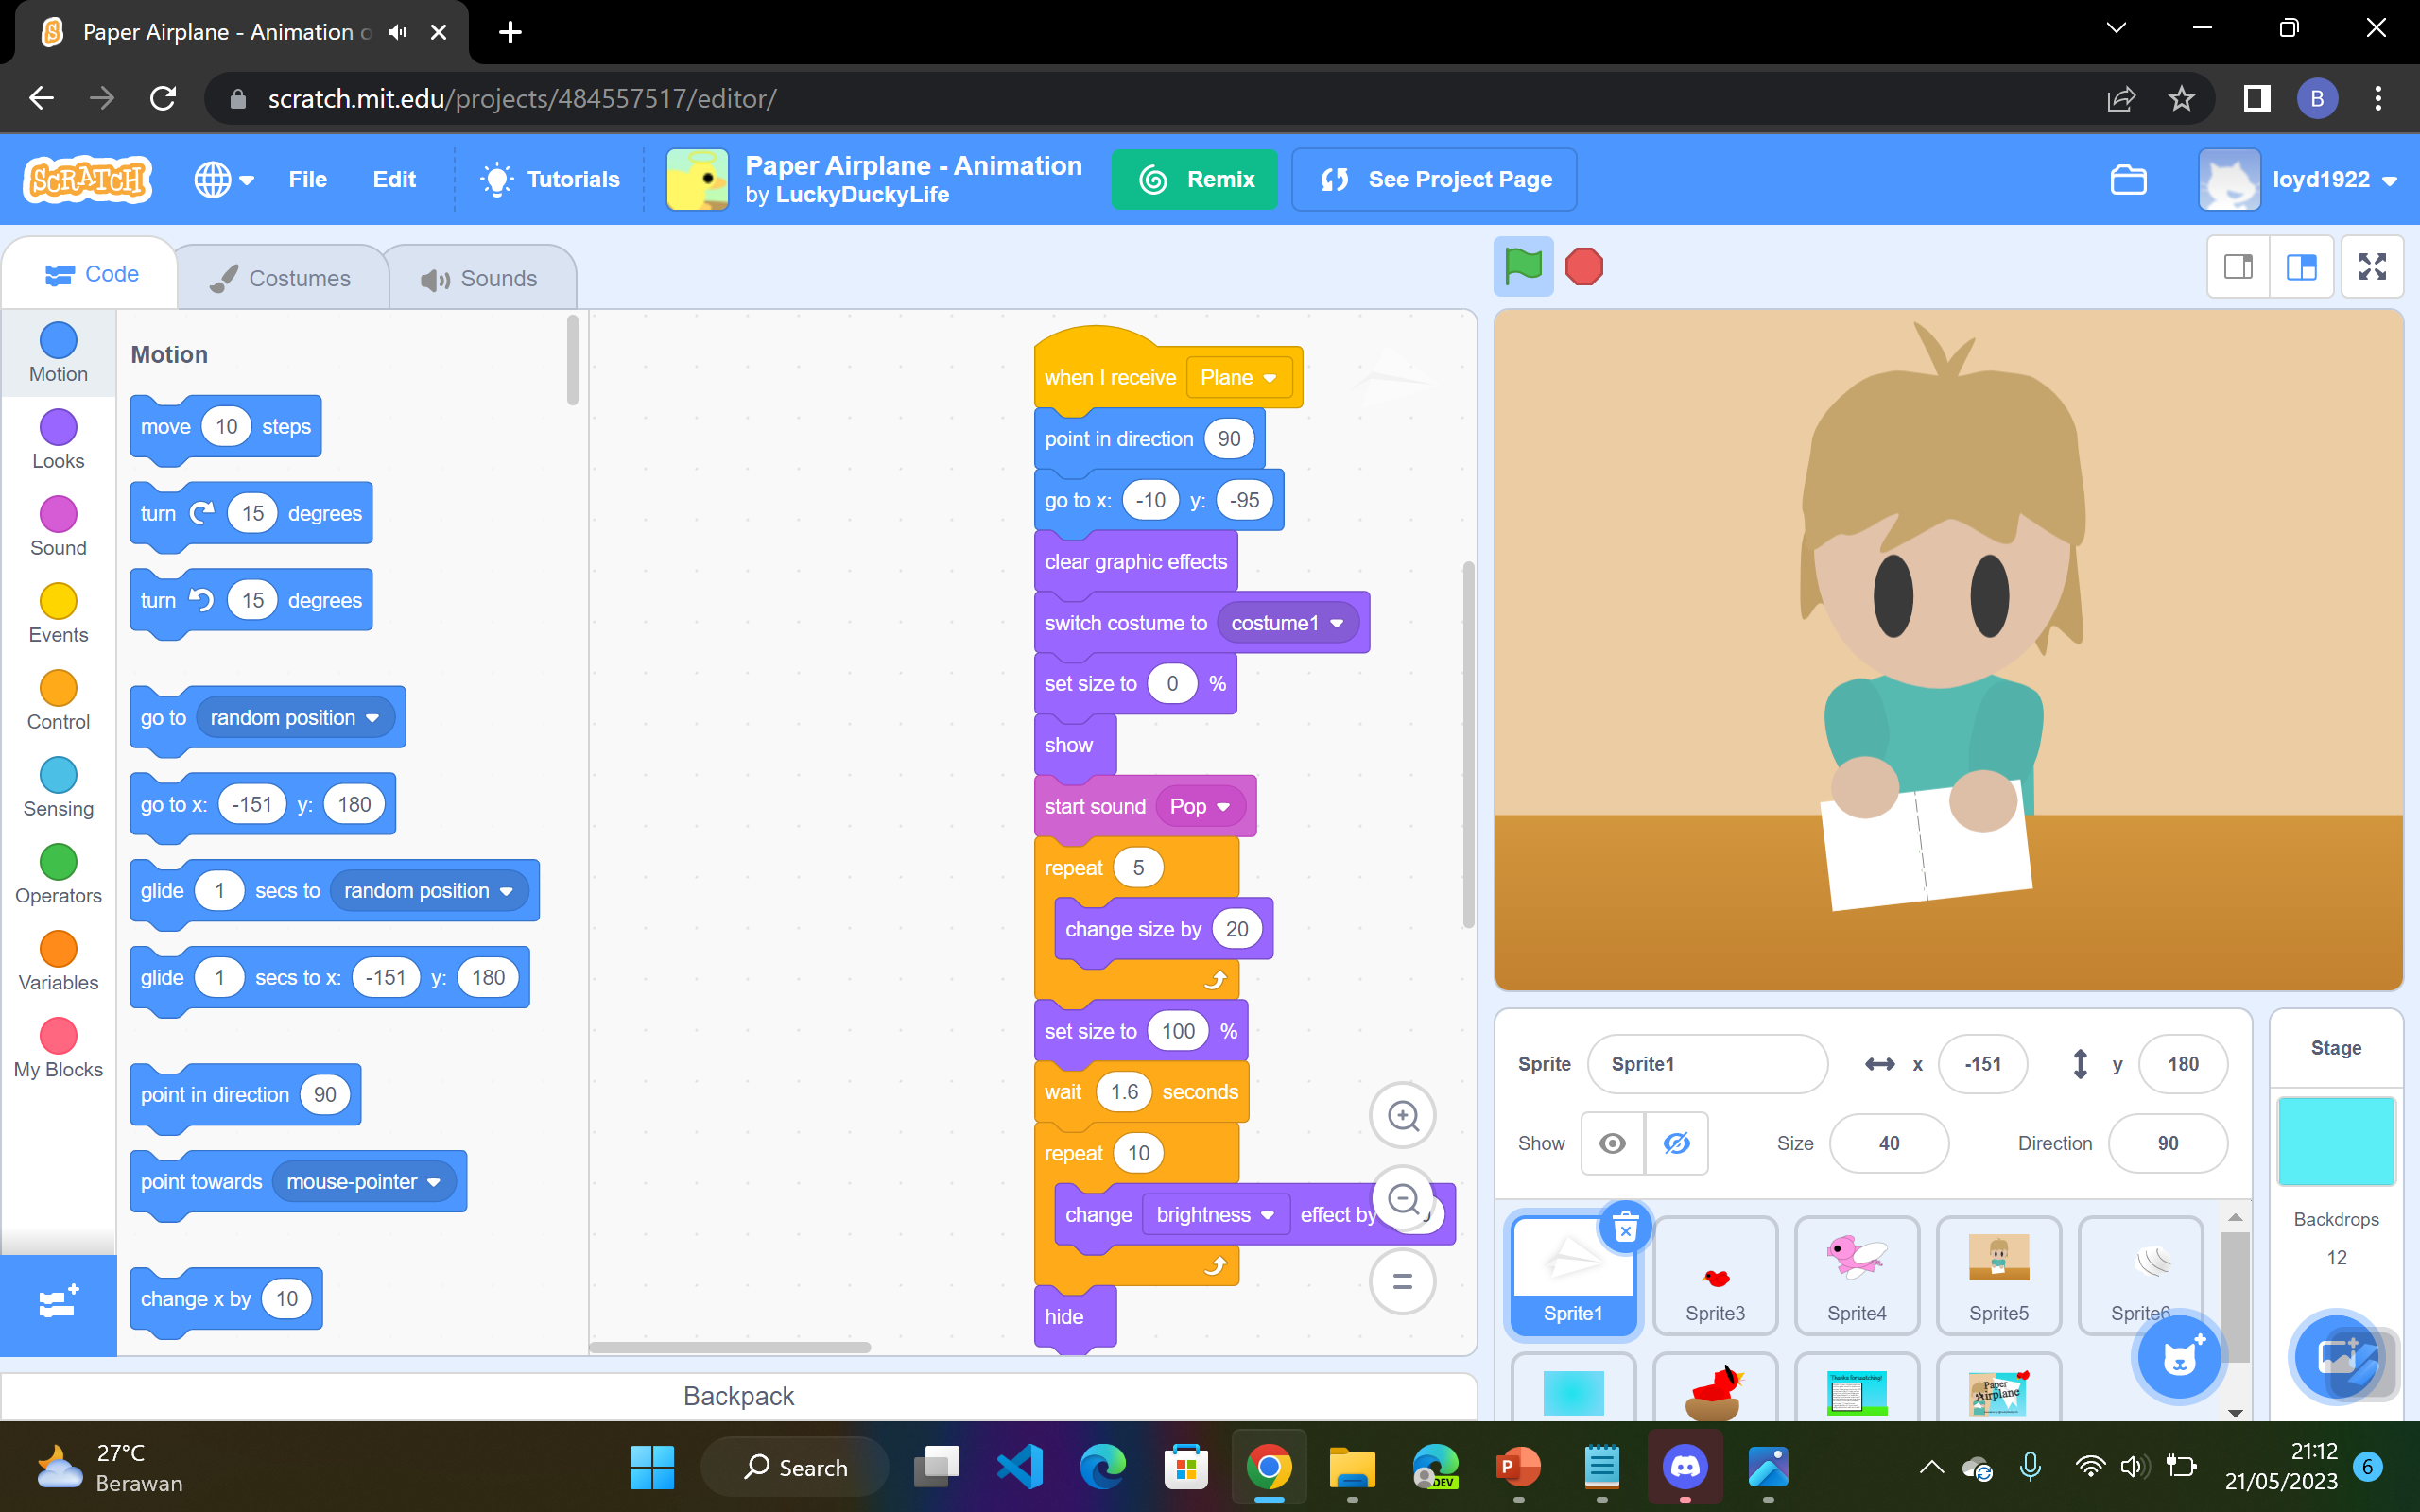 Paper Airplane - Animation
scratch.mit.edu/projects/484557517/editor/
B
SCRATCH
File
Edit
Tutorials
Paper Airplane - Animation
by LuckyDuckyLife
Remix
See Project Page
loyd1922
Code
Costumes
Sounds
Motion
Looks
Sound
Events
Control
Sensing
Operators
Variables
My Blocks
Motion
move 10 steps
turn 15 degrees
turn 15 degrees
go to random position
go to x: -151 y: 180
glide 1 secs to random position
glide 1 secs to x: -151 y: 180
point in direction 90
point towards mouse-pointer
change x by 10
when I receive Plane
point in direction 90
go to x: -10 y: -95
clear graphic effects
switch costume to costume1
set size to 0 %
show
start sound Pop
repeat 5
change size by 20
set size to 100 %
wait 1.6 seconds
repeat 10
change brightness effect by
hide
Backpack
Sprite Sprite1 x -151 y 180
Show Size 40 Direction 90
Sprite1
Sprite3
Sprite4
Sprite5
Sprite6
Thanks for watching!
Paper
Airplane
Stage
Backdrops
12
27°C
Berawan
Search
DEV
P
21:12
21/05/2023
6